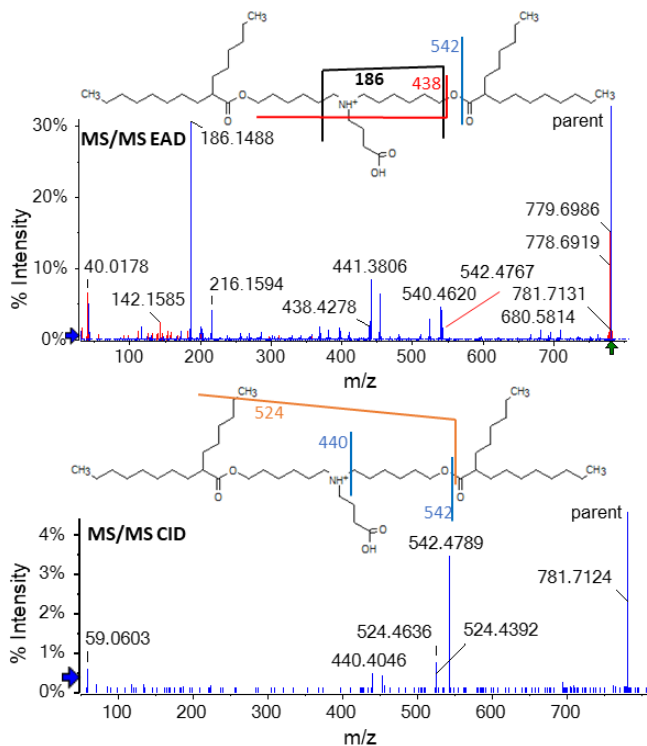 CH₃
542
CH₃
186
438
H₃C
O
O
CH₃
O
NH⁺
O
O
OH
30%
MS/MS EAD
186.1488
parent
20%
779.6986
778.6919
10%
40.0178
441.3806
542.4767
142.1585
216.1594
438.4278
540.4620
781.7131
680.5814
0%
% Intensity
100
200
300
400
500
600
700
m/z
CH₃
524
CH₃
440
H₃C
O
O
CH₃
O
NH⁺
O
542
O
OH
MS/MS CID
parent
4%
542.4789
3%
781.7124
2%
59.0603
524.4636
524.4392
1%
440.4046
0%
% Intensity
100
200
300
400
500
600
700
m/z